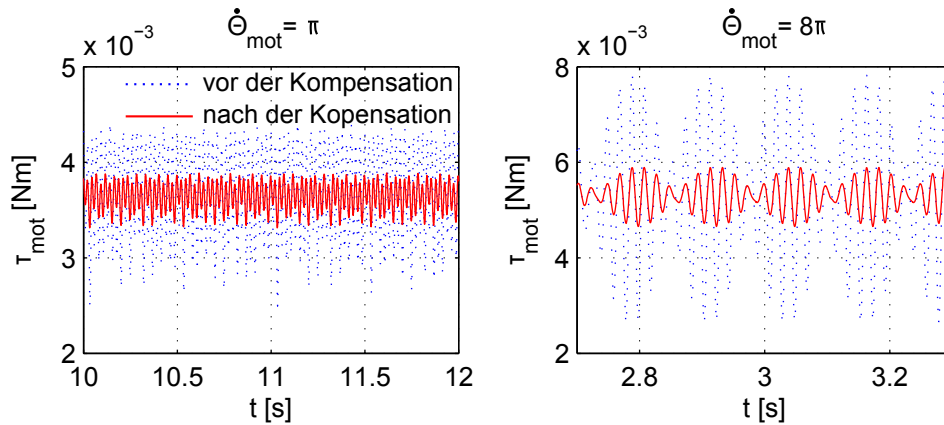 Θ̇mot= π
x 10⁻³
5
4
3
2
τmot [Nm]
vor der Kompensation
nach der Kopensation
10 10.5 11 11.5 12
t [s]
Θ̇mot= 8π
x 10⁻³
8
6
4
2
τmot [Nm]
2.8 3 3.2
t [s]